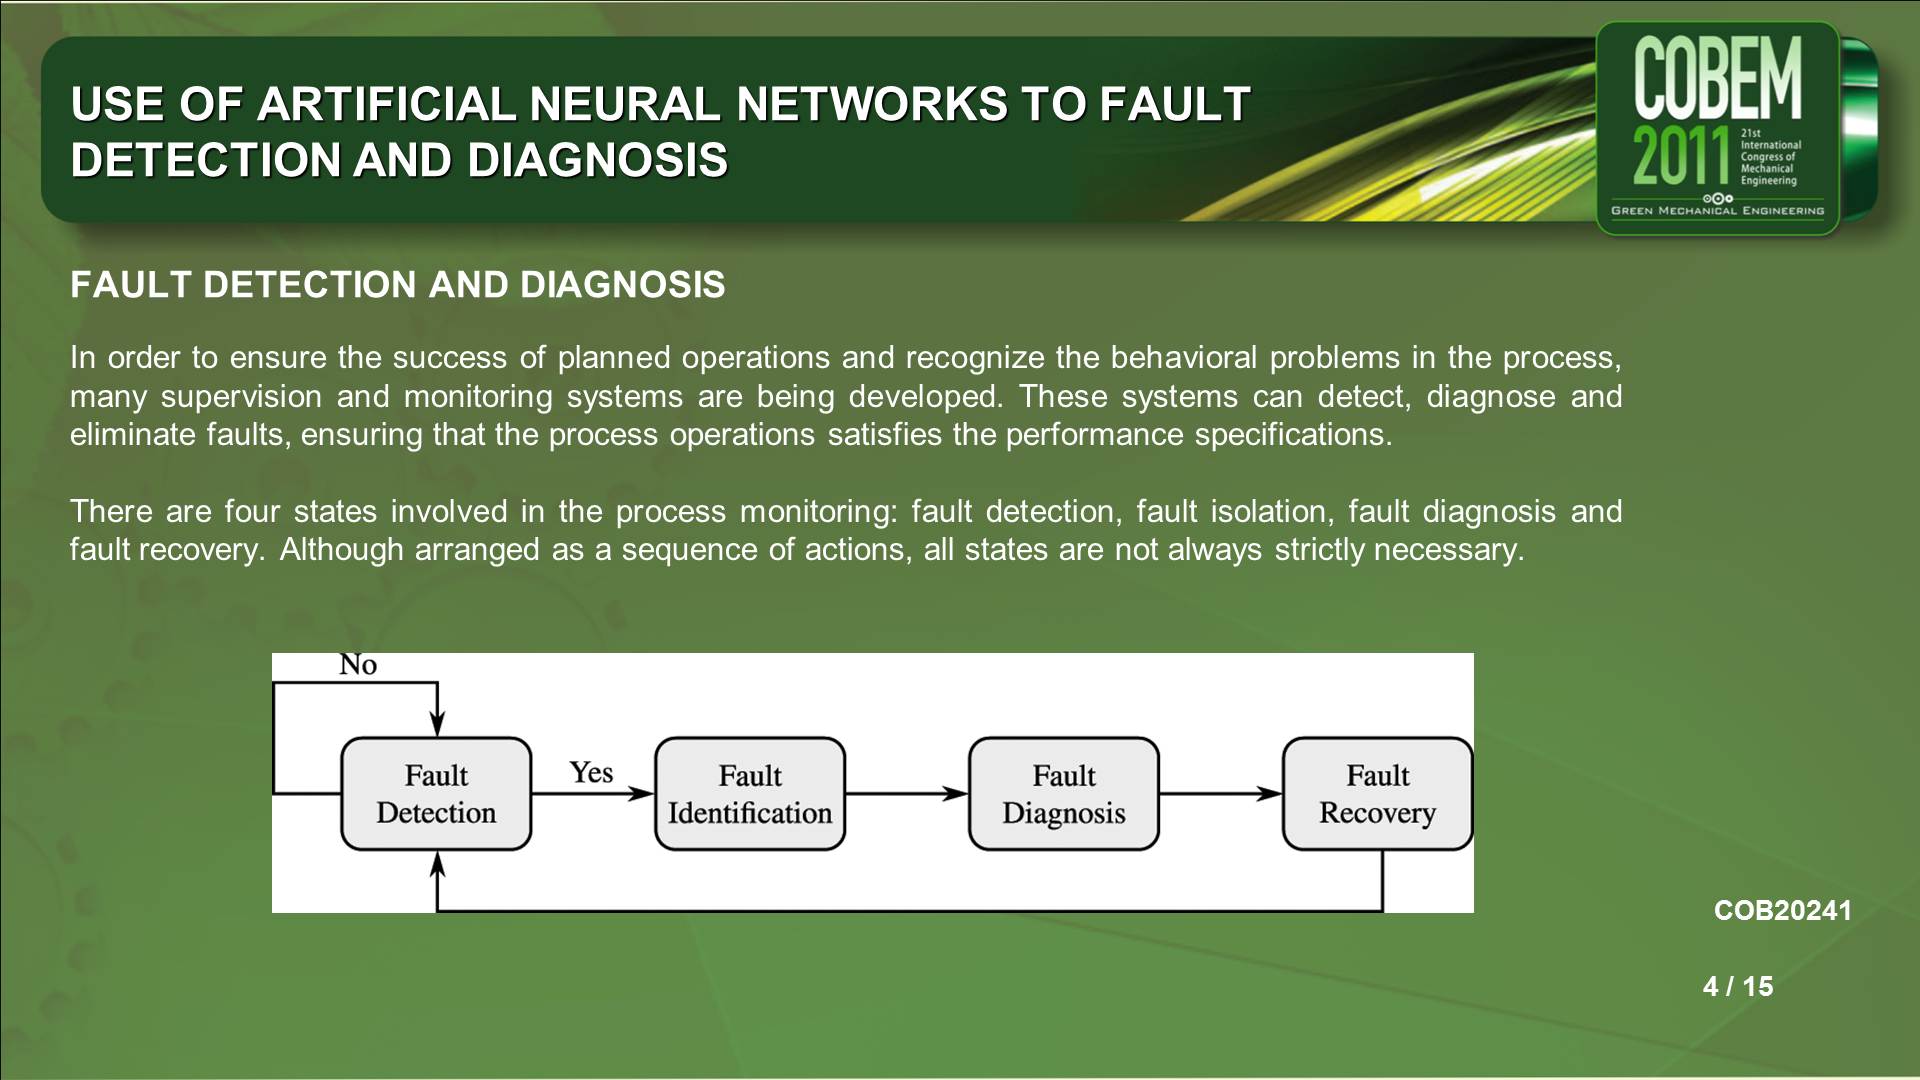 USE OF ARTIFICIAL NEURAL NETWORKS TO FAULT
DETECTION AND DIAGNOSIS
COBEM
2011
21st
International
Congress of
Mechanical
Engineering
GREEN MECHANICAL ENGINEERING
FAULT DETECTION AND DIAGNOSIS
In order to ensure the success of planned operations and recognize the behavioral problems in the process,
many supervision and monitoring systems are being developed. These systems can detect, diagnose and
eliminate faults, ensuring that the process operations satisfies the performance specifications.
There are four states involved in the process monitoring: fault detection, fault isolation, fault diagnosis and
fault recovery. Although arranged as a sequence of actions, all states are not always strictly necessary.
No
Fault
Detection
Yes
Fault
Identification
Fault
Diagnosis
Fault
Recovery
COB20241
4 / 15